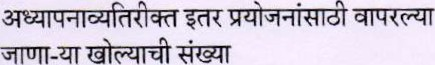 अध्यापनाव्यतिरीक्त इतर प्रयोजनांसाठी वापरल्या
जाणा-या खोल्याची संख्या